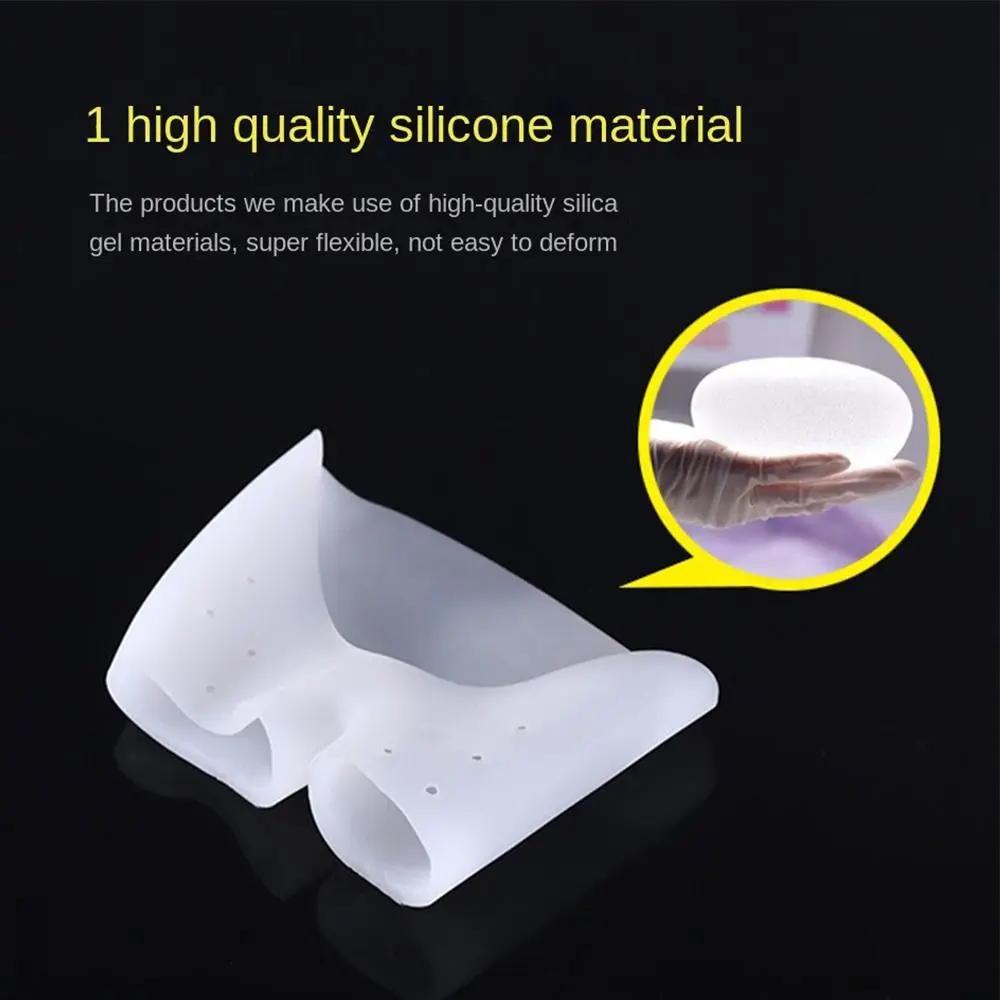 1 high quality silicone material
The products we make use of high-quality silica
gel materials, super flexible, not easy to deform